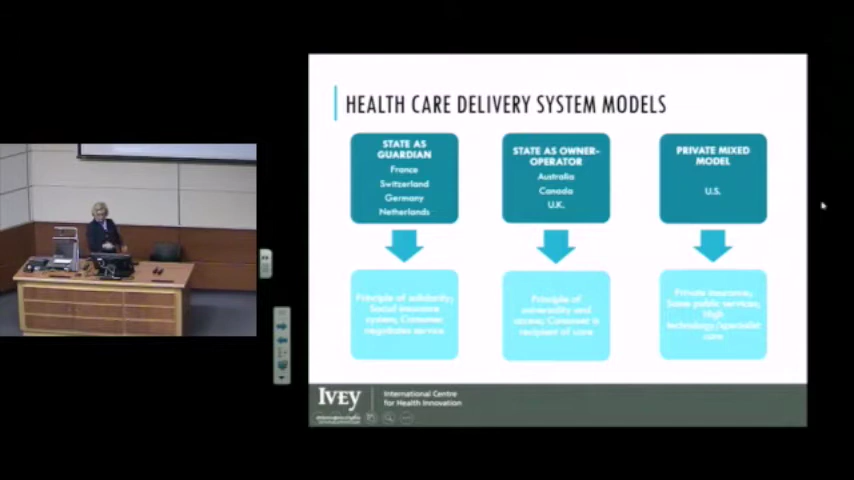 HEALTH CARE DELIVERY SYSTEM MODELS
STATE AS
GUARDIAN
France
Switzerland
Germany
Netherlands
STATE AS OWNER-
OPERATOR
Australia
Canada
U.K.
PRIVATE MIXED
MODEL
U.S.
Principle of solidarity;
Social insurance
system; Consumer
negotiates service
Principle of
universality and
access; Consumer is
recipient of care
Private insurance;
Some public services;
High
technology/specialist
care
IVEY
International Centre
for Health Innovation